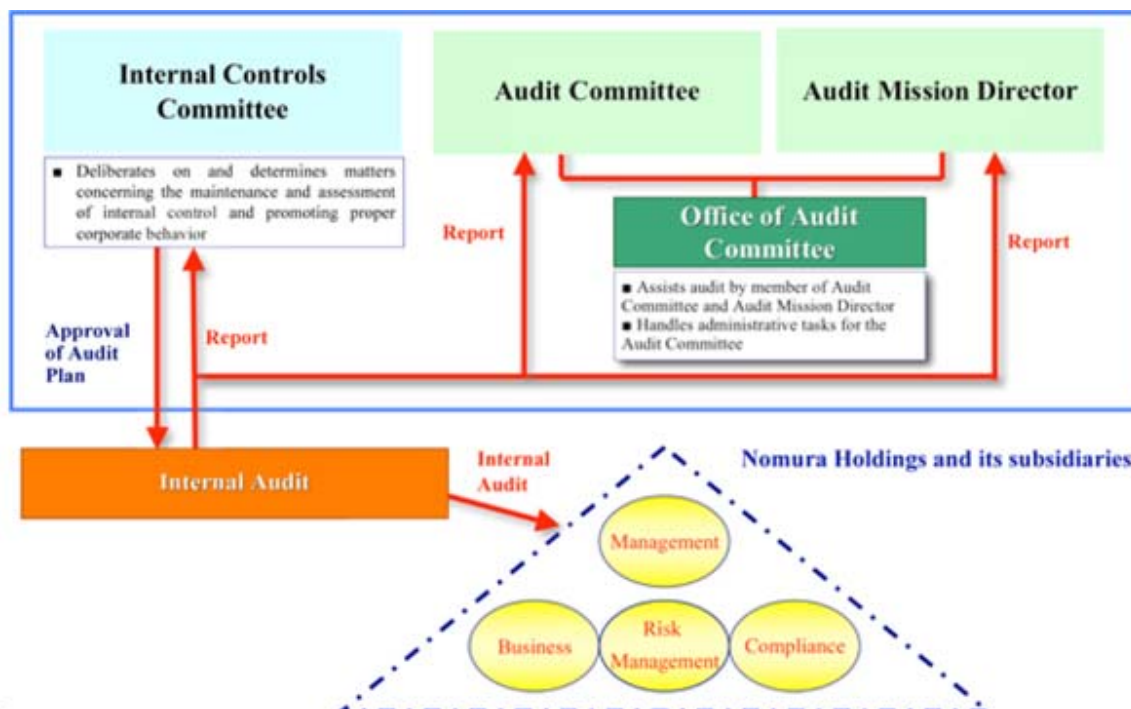 Internal Controls
Committee
Audit Committee
Audit Mission Director
■ Deliberates on and determines matters
concerning the maintenance and assessment
of internal control and promoting proper
corporate behavior
Office of Audit
Committee
■ Assists audit by member of Audit
Committee and Audit Mission Director
■ Handles administrative tasks for the
Audit Committee
Report
Report
Approval
of Audit
Plan
Report
Internal Audit
Internal
Audit
Nomura Holdings and its subsidiaries
Management
Business
Risk
Management
Compliance